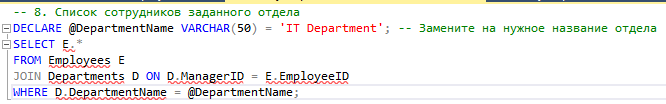 -- 8. Список сотрудников заданного отдела
DECLARE @DepartmentName VARCHAR(50) = 'IT Department'; -- Замените на нужное название отдела
SELECT E.*
FROM Employees E
JOIN Departments D ON D.ManagerID = E.EmployeeID
WHERE D.DepartmentName = @DepartmentName;